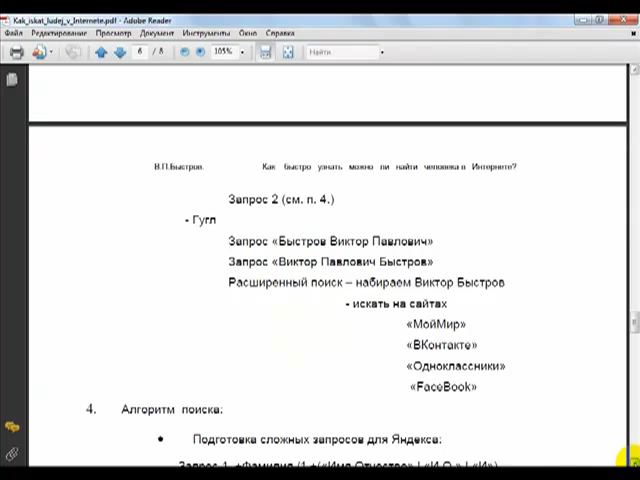 Kak_iskat_ludej_v_Internete.pdf - Adobe Reader
Файл Редактирование Просмотр Документ Инструменты Окно Справка
6 / 8 105% Найти
В.П.Быстров. Как быстро узнать можно ли найти человека в Интернете?
Запрос 2 (см. п. 4.)
- Гугл
Запрос «Быстров Виктор Павлович»
Запрос «Виктор Павлович Быстров»
Расширенный поиск – набираем Виктор Быстров
- искать на сайтах
«МойМир»
«ВКонтакте»
«Одноклассники»
«FaceBook»
4. Алгоритм поиска:
• Подготовка сложных запросов для Яндекса:
Запрос 1. +Фамилия